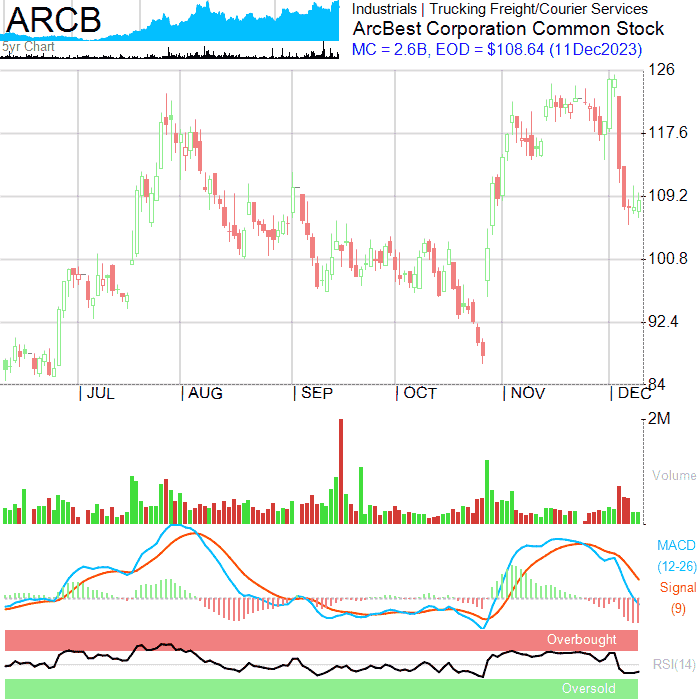 ARCB
5yr Chart
Industrials | Trucking Freight/Courier Services
ArcBest Corporation Common Stock
MC = 2.6B, EOD = $108.64 (11Dec2023)
126
117.6
109.2
100.8
92.4
84
JUL
AUG
SEP
OCT
NOV
DEC
2M
Volume
MACD
(12-26)
Signal
(9)
Overbought
RSI(14)
Oversold